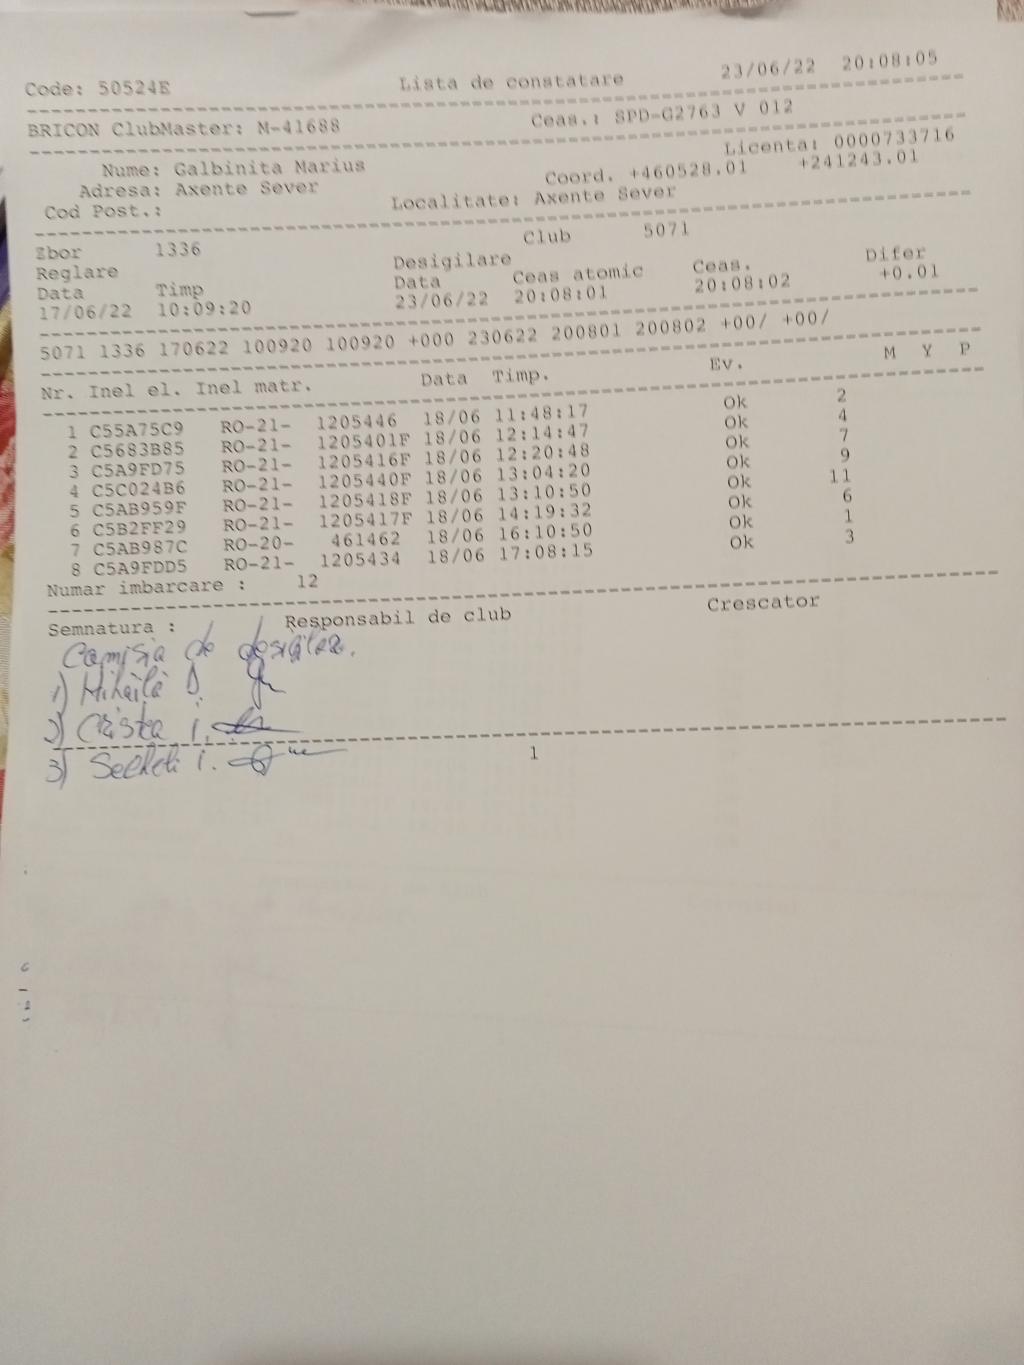 Code: 50524E Lista de constatare 23/06/22 20:08:05
BRICON ClubMaster: M-41688 Ceas.: SPD-G2763 V 012
Nume: Galbinita Marius Licenta: 0000733716
Adresa: Axente Sever Coord. +460528.01 +241243.01
Cod Post.: Localitate: Axente Sever
Zbor 1336 Club 5071
Reglare Desigilare
Data Timp Data Ceas atomic Ceas. Difer
17/06/22 10:09:20 23/06/22 20:08:01 20:08:02 +0.01
5071 1336 170622 100920 100920 +000 230622 200801 200802 +00/ +00/
Nr. Inel el. Inel matr. Data Timp. Ev. M Y P
1 C55A75C9 RO-21- 1205446 18/06 11:48:17 Ok 2
2 C5683B85 RO-21- 1205401F 18/06 12:14:47 Ok 4
3 C5A9FD75 RO-21- 1205416F 18/06 12:20:48 Ok 7
4 C5C024B6 RO-21- 1205440F 18/06 13:04:20 Ok 9
5 C5AB959F RO-21- 1205418F 18/06 13:10:50 Ok 11
6 C5B2FF29 RO-21- 1205417F 18/06 14:19:32 Ok 6
7 C5AB987C RO-20- 461462 18/06 16:10:50 Ok 1
8 C5A9FDD5 RO-21- 1205434 18/06 17:08:15 Ok 3
Numar imbarcare : 12
Semnatura : Responsabil de club Crescator
Comisia de
1) Mihaila D.
2) Cristea i.
3) i.
1